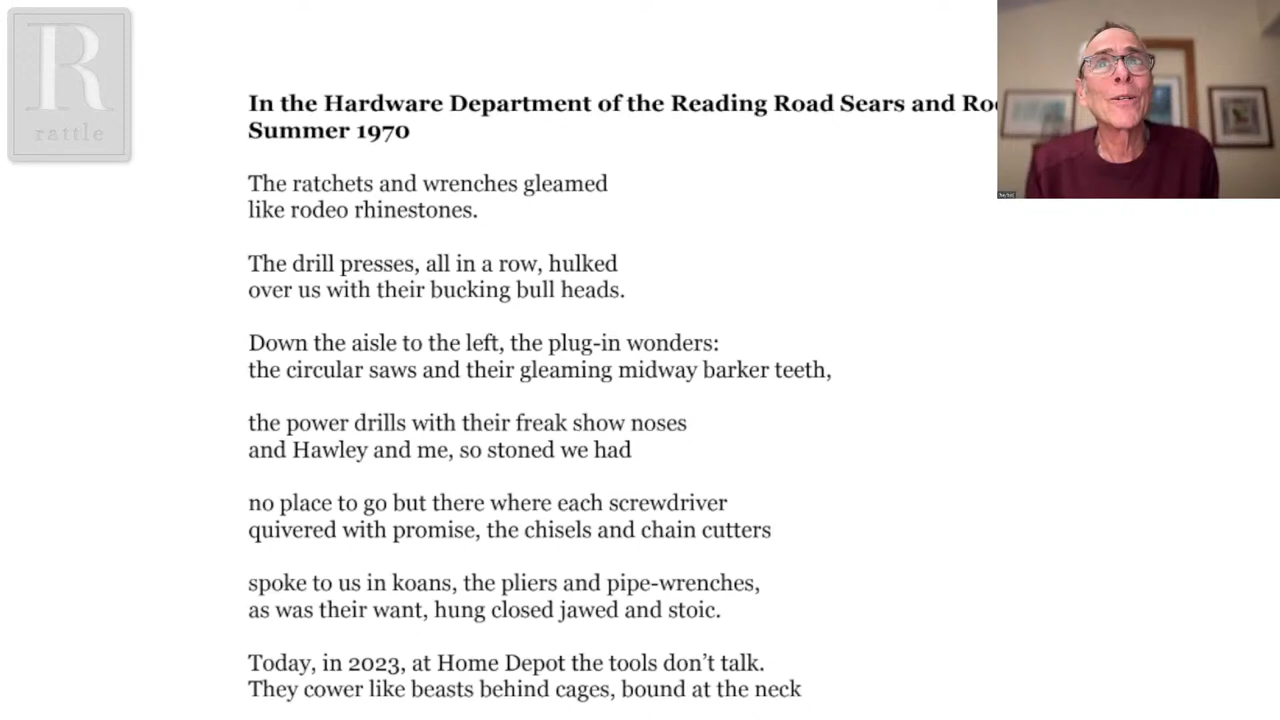 R
rattle
In the Hardware Department of the Reading Road Sears and
Summer 1970
The ratchets and wrenches gleamed
like rodeo rhinestones.
The drill presses, all in a row, hulked
over us with their bucking bull heads.
Down the aisle to the left, the plug-in wonders:
the circular saws and their gleaming midway barker teeth,
the power drills with their freak show noses
and Hawley and me, so stoned we had
no place to go but there where each screwdriver
quivered with promise, the chisels and chain cutters
spoke to us in koans, the pliers and pipe-wrenches,
as was their want, hung closed jawed and stoic.
Today, in 2023, at Home Depot the tools don't talk.
They cower like beasts behind cages, bound at the neck